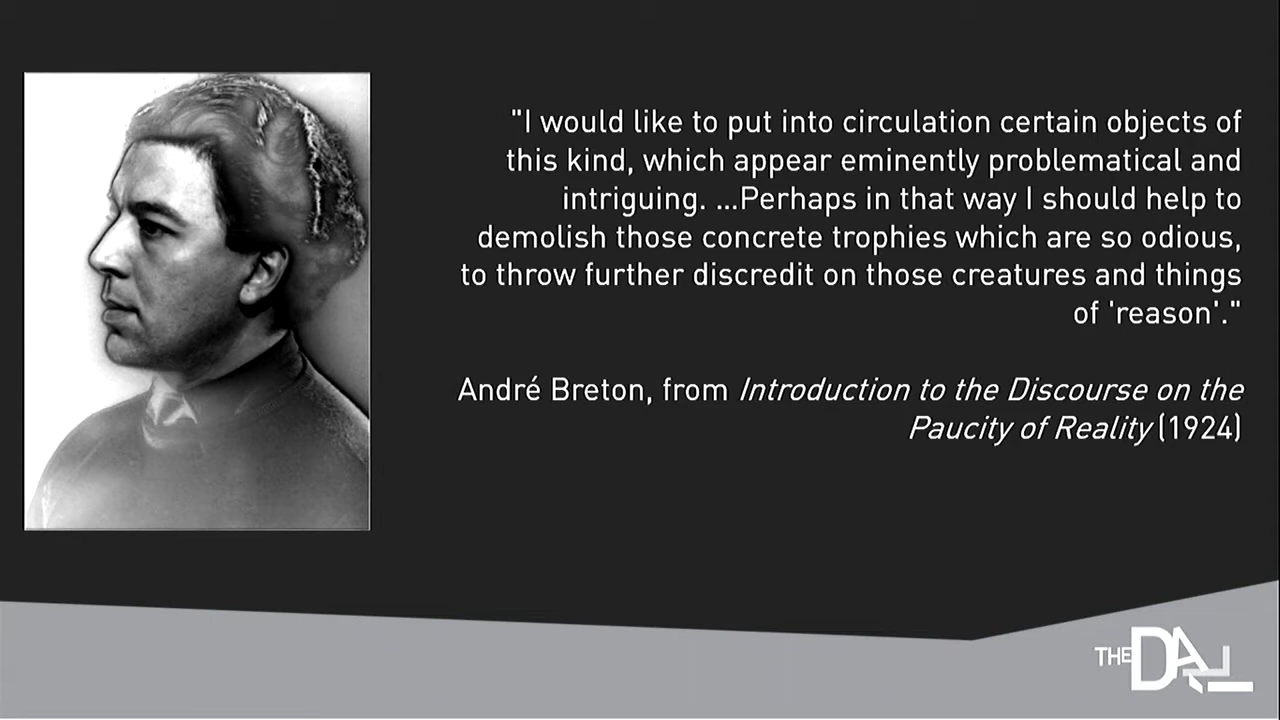 "I would like to put into circulation certain objects of
this kind, which appear eminently problematical and
intriguing. ...Perhaps in that way I should help to
demolish those concrete trophies which are so odious,
to throw further discredit on those creatures and things
of 'reason'."
André Breton, from Introduction to the Discourse on the
Paucity of Reality (1924)
THE DALÍ